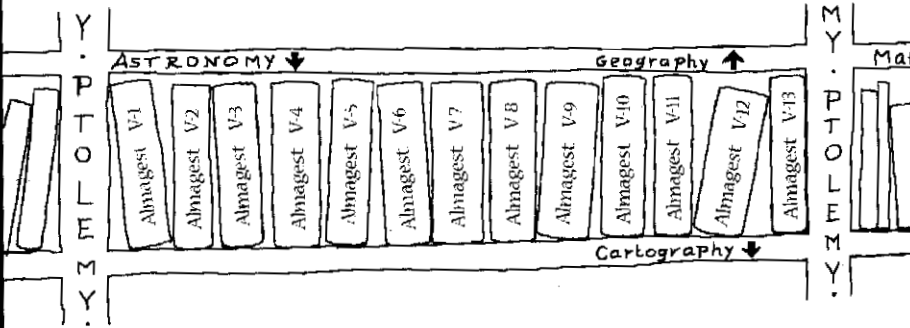 Y · PTOLEMY ·
ASTRONOMY
Geography
Almagest V-1
Almagest V-2
Almagest V-3
Almagest V-4
Almagest V-5
Almagest V-6
Almagest V-7
Almagest V-8
Almagest V-9
Almagest V-10
Almagest V-11
Almagest V-12
Almagest V-13
Cartography
MY · PTOLEMY ·